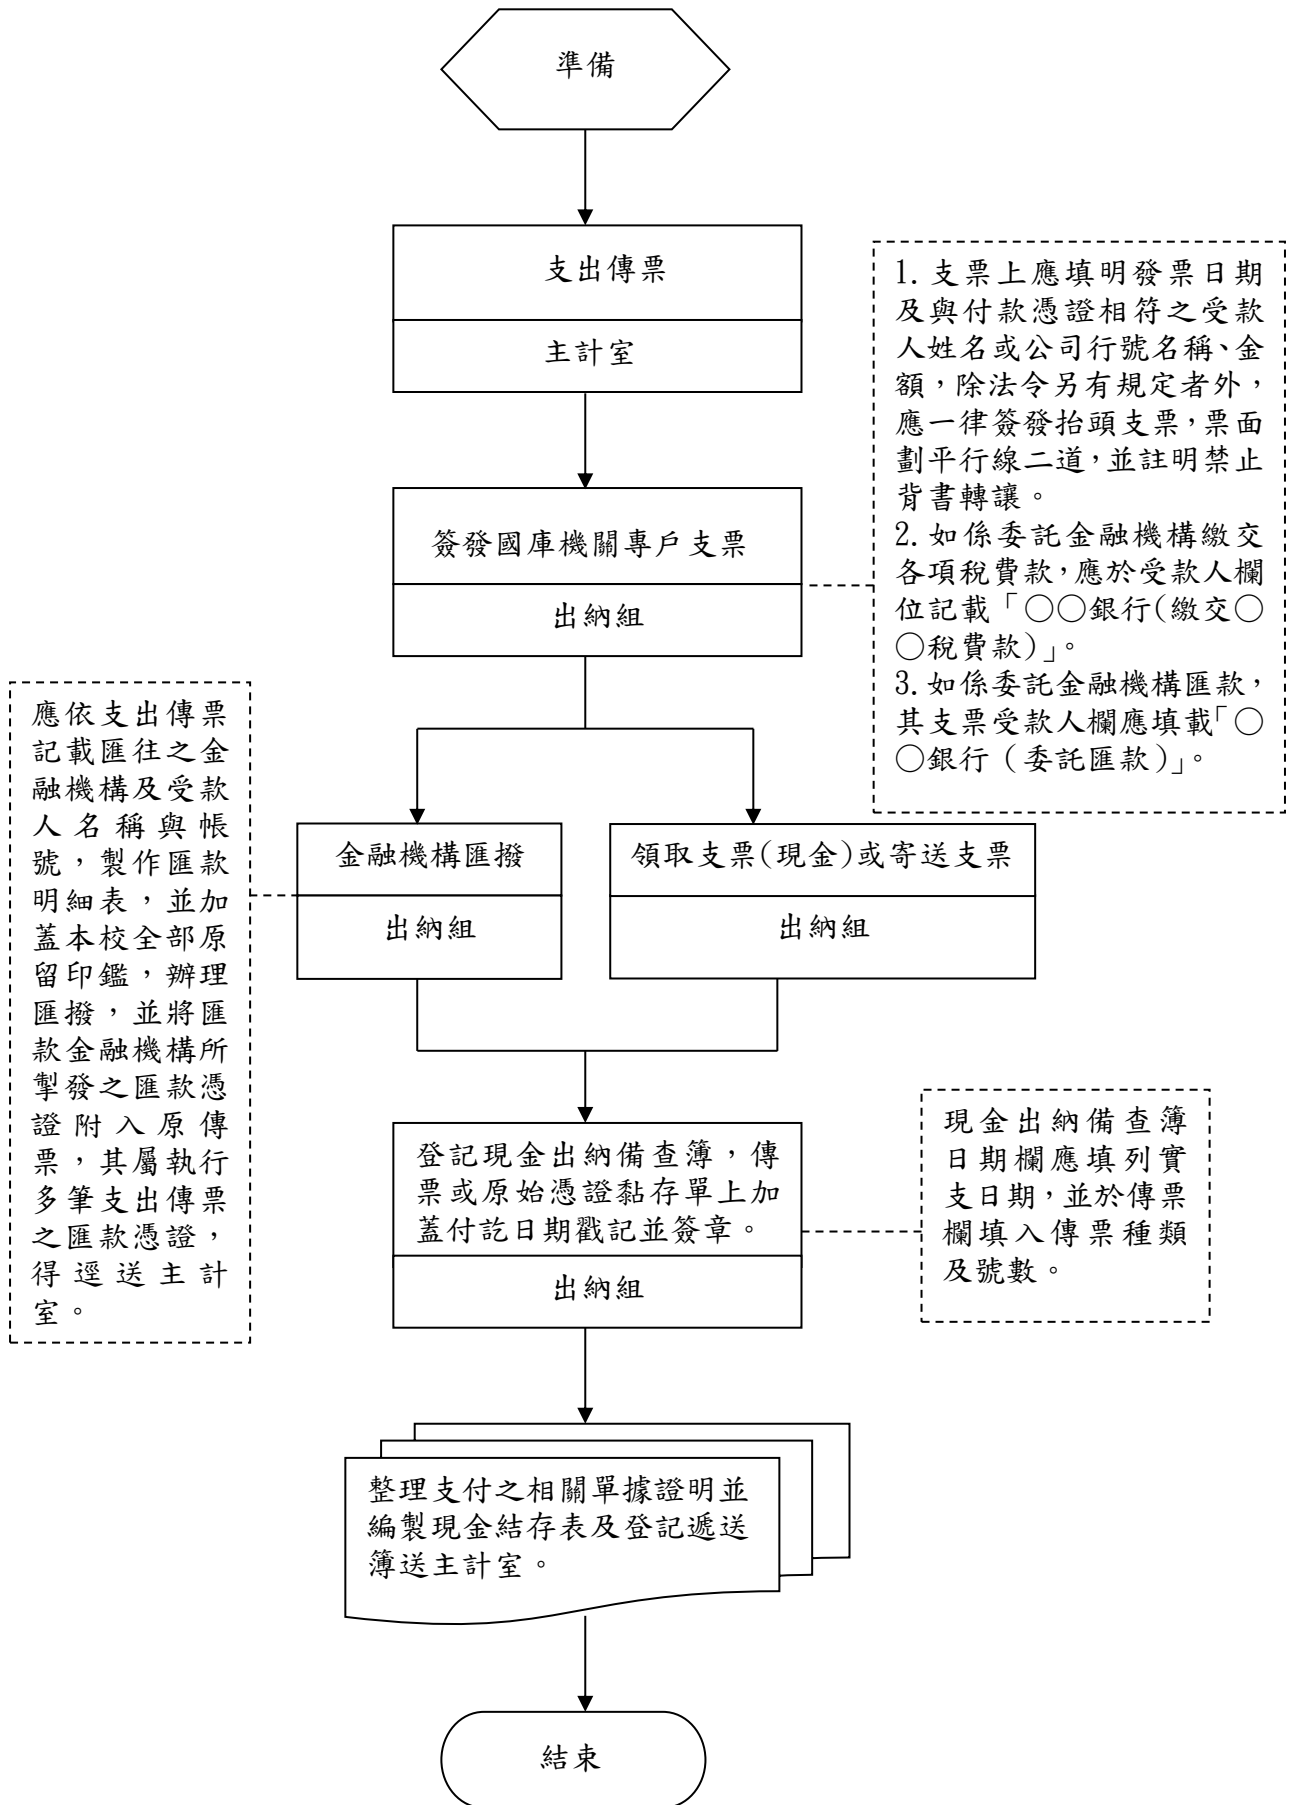 準備
支出傳票
主計室
1. 支票上應填明發票日期
及與付款憑證相符之受款
人姓名或公司行號名稱、金
額，除法令另有規定者外，
應一律簽發抬頭支票，票面
劃平行線二道，並註明禁止
背書轉讓。
2. 如係委託金融機構繳交
各項稅費款，應於受款人欄
位記載「○○銀行(繳交○
○稅費款)」。
3. 如係委託金融機構匯款，
其支票受款人欄應填載「○
○銀行（委託匯款)」。
簽發國庫機關專戶支票
出納組
應依支出傳票
記載匯往之金
融機構及受款
人名稱與帳
號，製作匯款
明細表，並加
蓋本校全部原
留印鑑，辦理
匯撥，並將匯
款金融機構所
掣發之匯款憑
證附入原傳
票，其屬執行
多筆支出傳票
之匯款憑證，
得逕送主計
室。
金融機構匯撥
出納組
領取支票(現金)或寄送支票
出納組
登記現金出納備查簿，傳
票或原始憑證黏存單上加
蓋付訖日期戳記並簽章。
出納組
現金出納備查簿
日期欄應填列實
支日期，並於傳票
欄填入傳票種類
及號數。
整理支付之相關單據證明並
編製現金結存表及登記遞送
簿送主計室。
結束